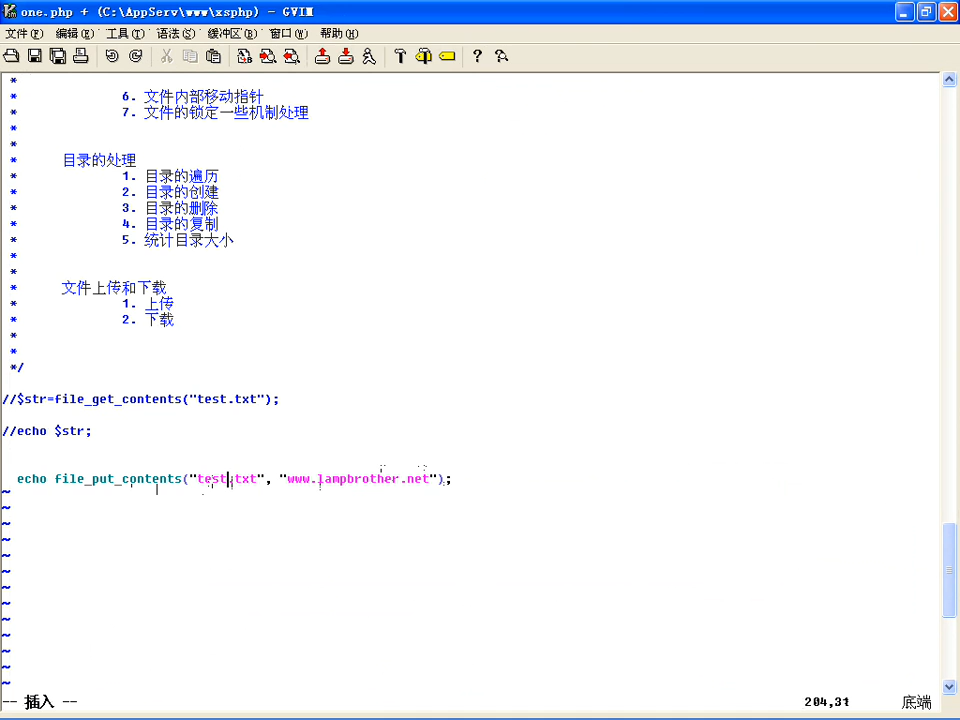 one.php + (C:\AppServ\www\xsphp) - GVIM
文件(F) 编辑(E) 工具(T) 语法(S) 缓冲区(B) 窗口(W) 帮助(H)
*
* 6. 文件内部移动指针
* 7. 文件的锁定一些机制处理
*
*
* 目录的处理
* 1. 目录的遍历
* 2. 目录的创建
* 3. 目录的删除
* 4. 目录的复制
* 5. 统计目录大小
*
*
* 文件上传和下载
* 1. 上传
* 2. 下载
*
*
*/
//$str=file_get_contents("test.txt");
//echo $str;
echo file_put_contents("test.txt", "www.lampbrother.net");
~
~
~
~
~
~
~
~
~
~
~
~
~
-- 插入 -- 204,31 底端